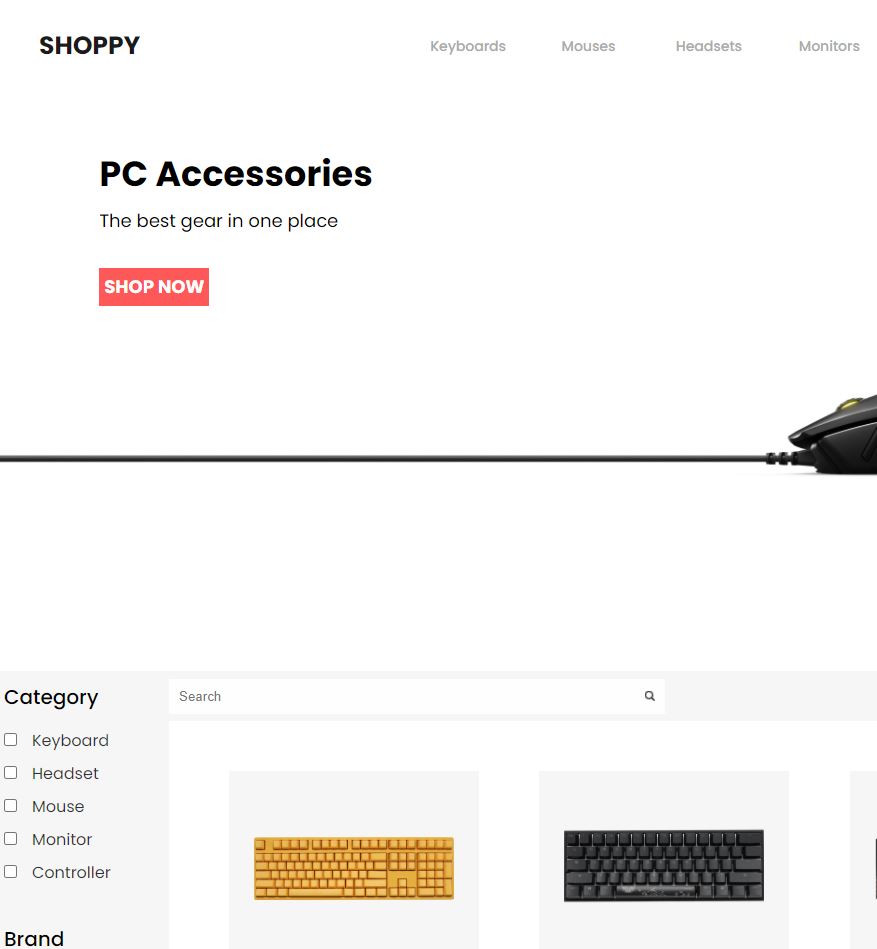 SHOPPY
Keyboards
Mouses
Headsets
Monitors
PC Accessories
The best gear in one place
SHOP NOW
Category
Search
Keyboard
Headset
Mouse
Monitor
Controller
Brand